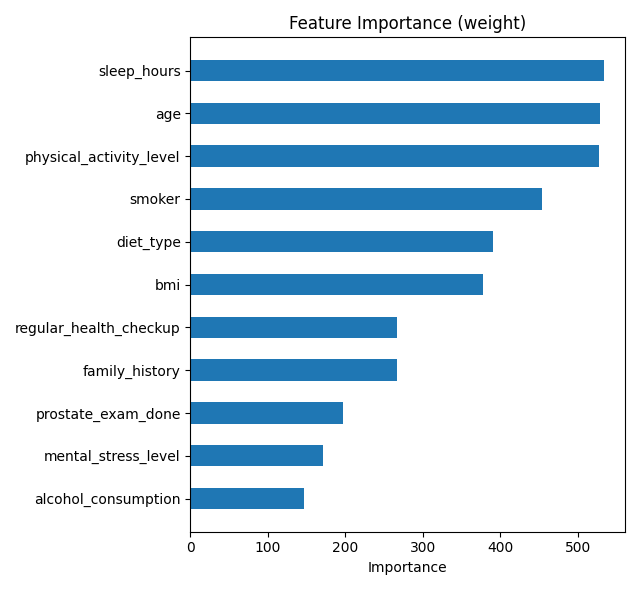 Feature Importance (weight)
sleep_hours
age
physical_activity_level
smoker
diet_type
bmi
regular_health_checkup
family_history
prostate_exam_done
mental_stress_level
alcohol_consumption
0 100 200 300 400 500
Importance